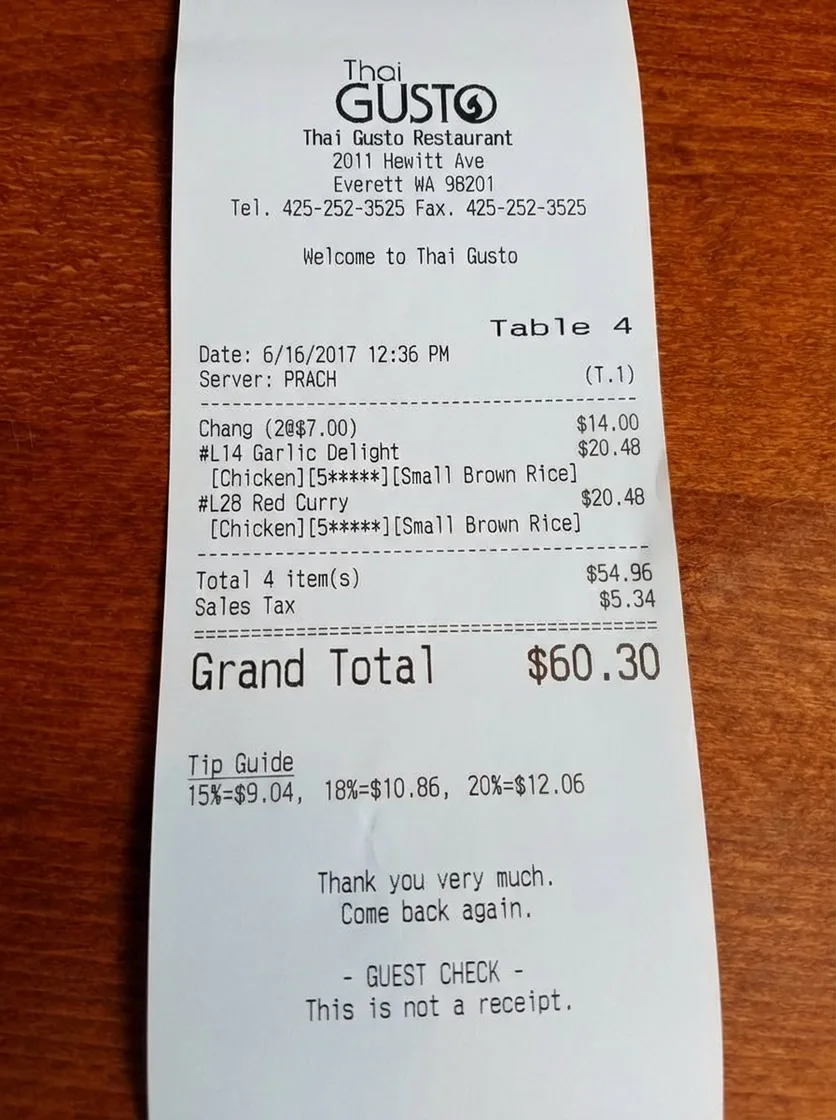 Thai
GUSTO
Thai Gusto Restaurant
2011 Hewitt Ave
Everett WA 98201
Tel. 425-252-3525 Fax. 425-252-3525
Welcome to Thai Gusto
Table 4
Date: 6/16/2017 12:36 PM
Server: PRACH (T.1)
Chang (2@$7.00) $14.00
#L14 Garlic Delight $20.48
[Chicken][5*****][Small Brown Rice]
#L28 Red Curry $20.48
[Chicken][5*****][Small Brown Rice]
Total 4 item(s) $54.96
Sales Tax $5.34
Grand Total $60.30
Tip Guide
15%=$9.04, 18%=$10.86, 20%=$12.06
Thank you very much.
Come back again.
- GUEST CHECK -
This is not a receipt.